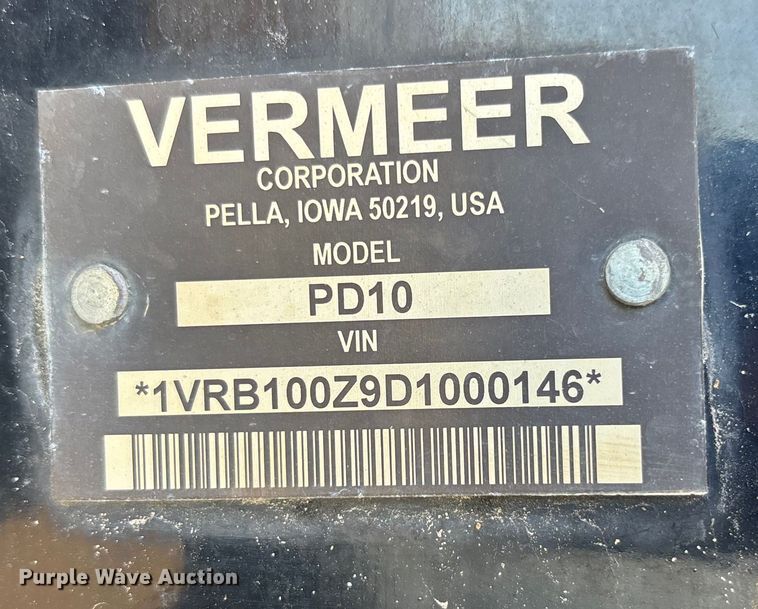 VERMEER
CORPORATION
PELLA, IOWA 50219, USA
MODEL
PD10
VIN
*1VRB100Z9D1000146*
Purple Wave Auction